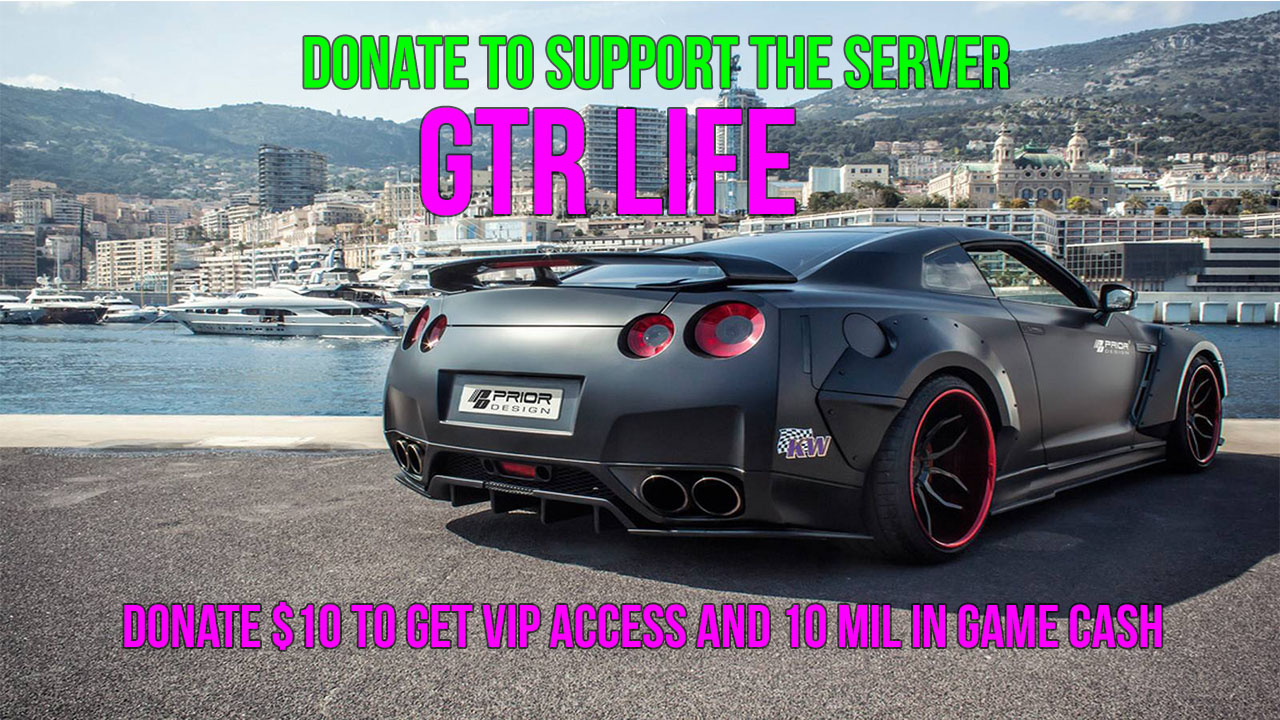 DONATE TO SUPPORT THE SERVER
GTR LIFE
PRIOR
DESIGN
PRIOR
DESIGN
KW
DONATE $10 TO GET VIP ACCESS AND 10 MIL IN GAME CASH